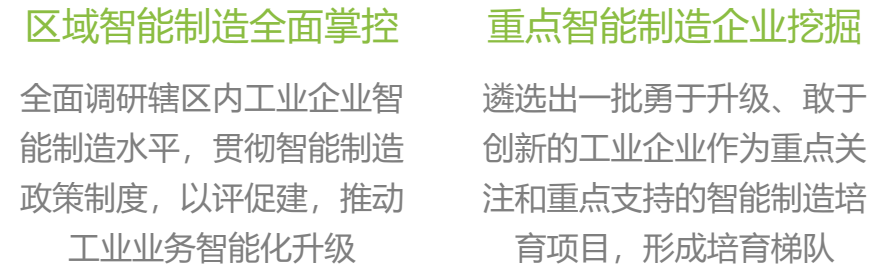 区域智能制造全面掌控
全面调研辖区内工业企业智
能制造水平，贯彻智能制造
政策制度，以评促建，推动
工业业务智能化升级
重点智能制造企业挖掘
遴选出一批勇于升级、敢于
创新的工业企业作为重点关
注和重点支持的智能制造培
育项目，形成培育梯队